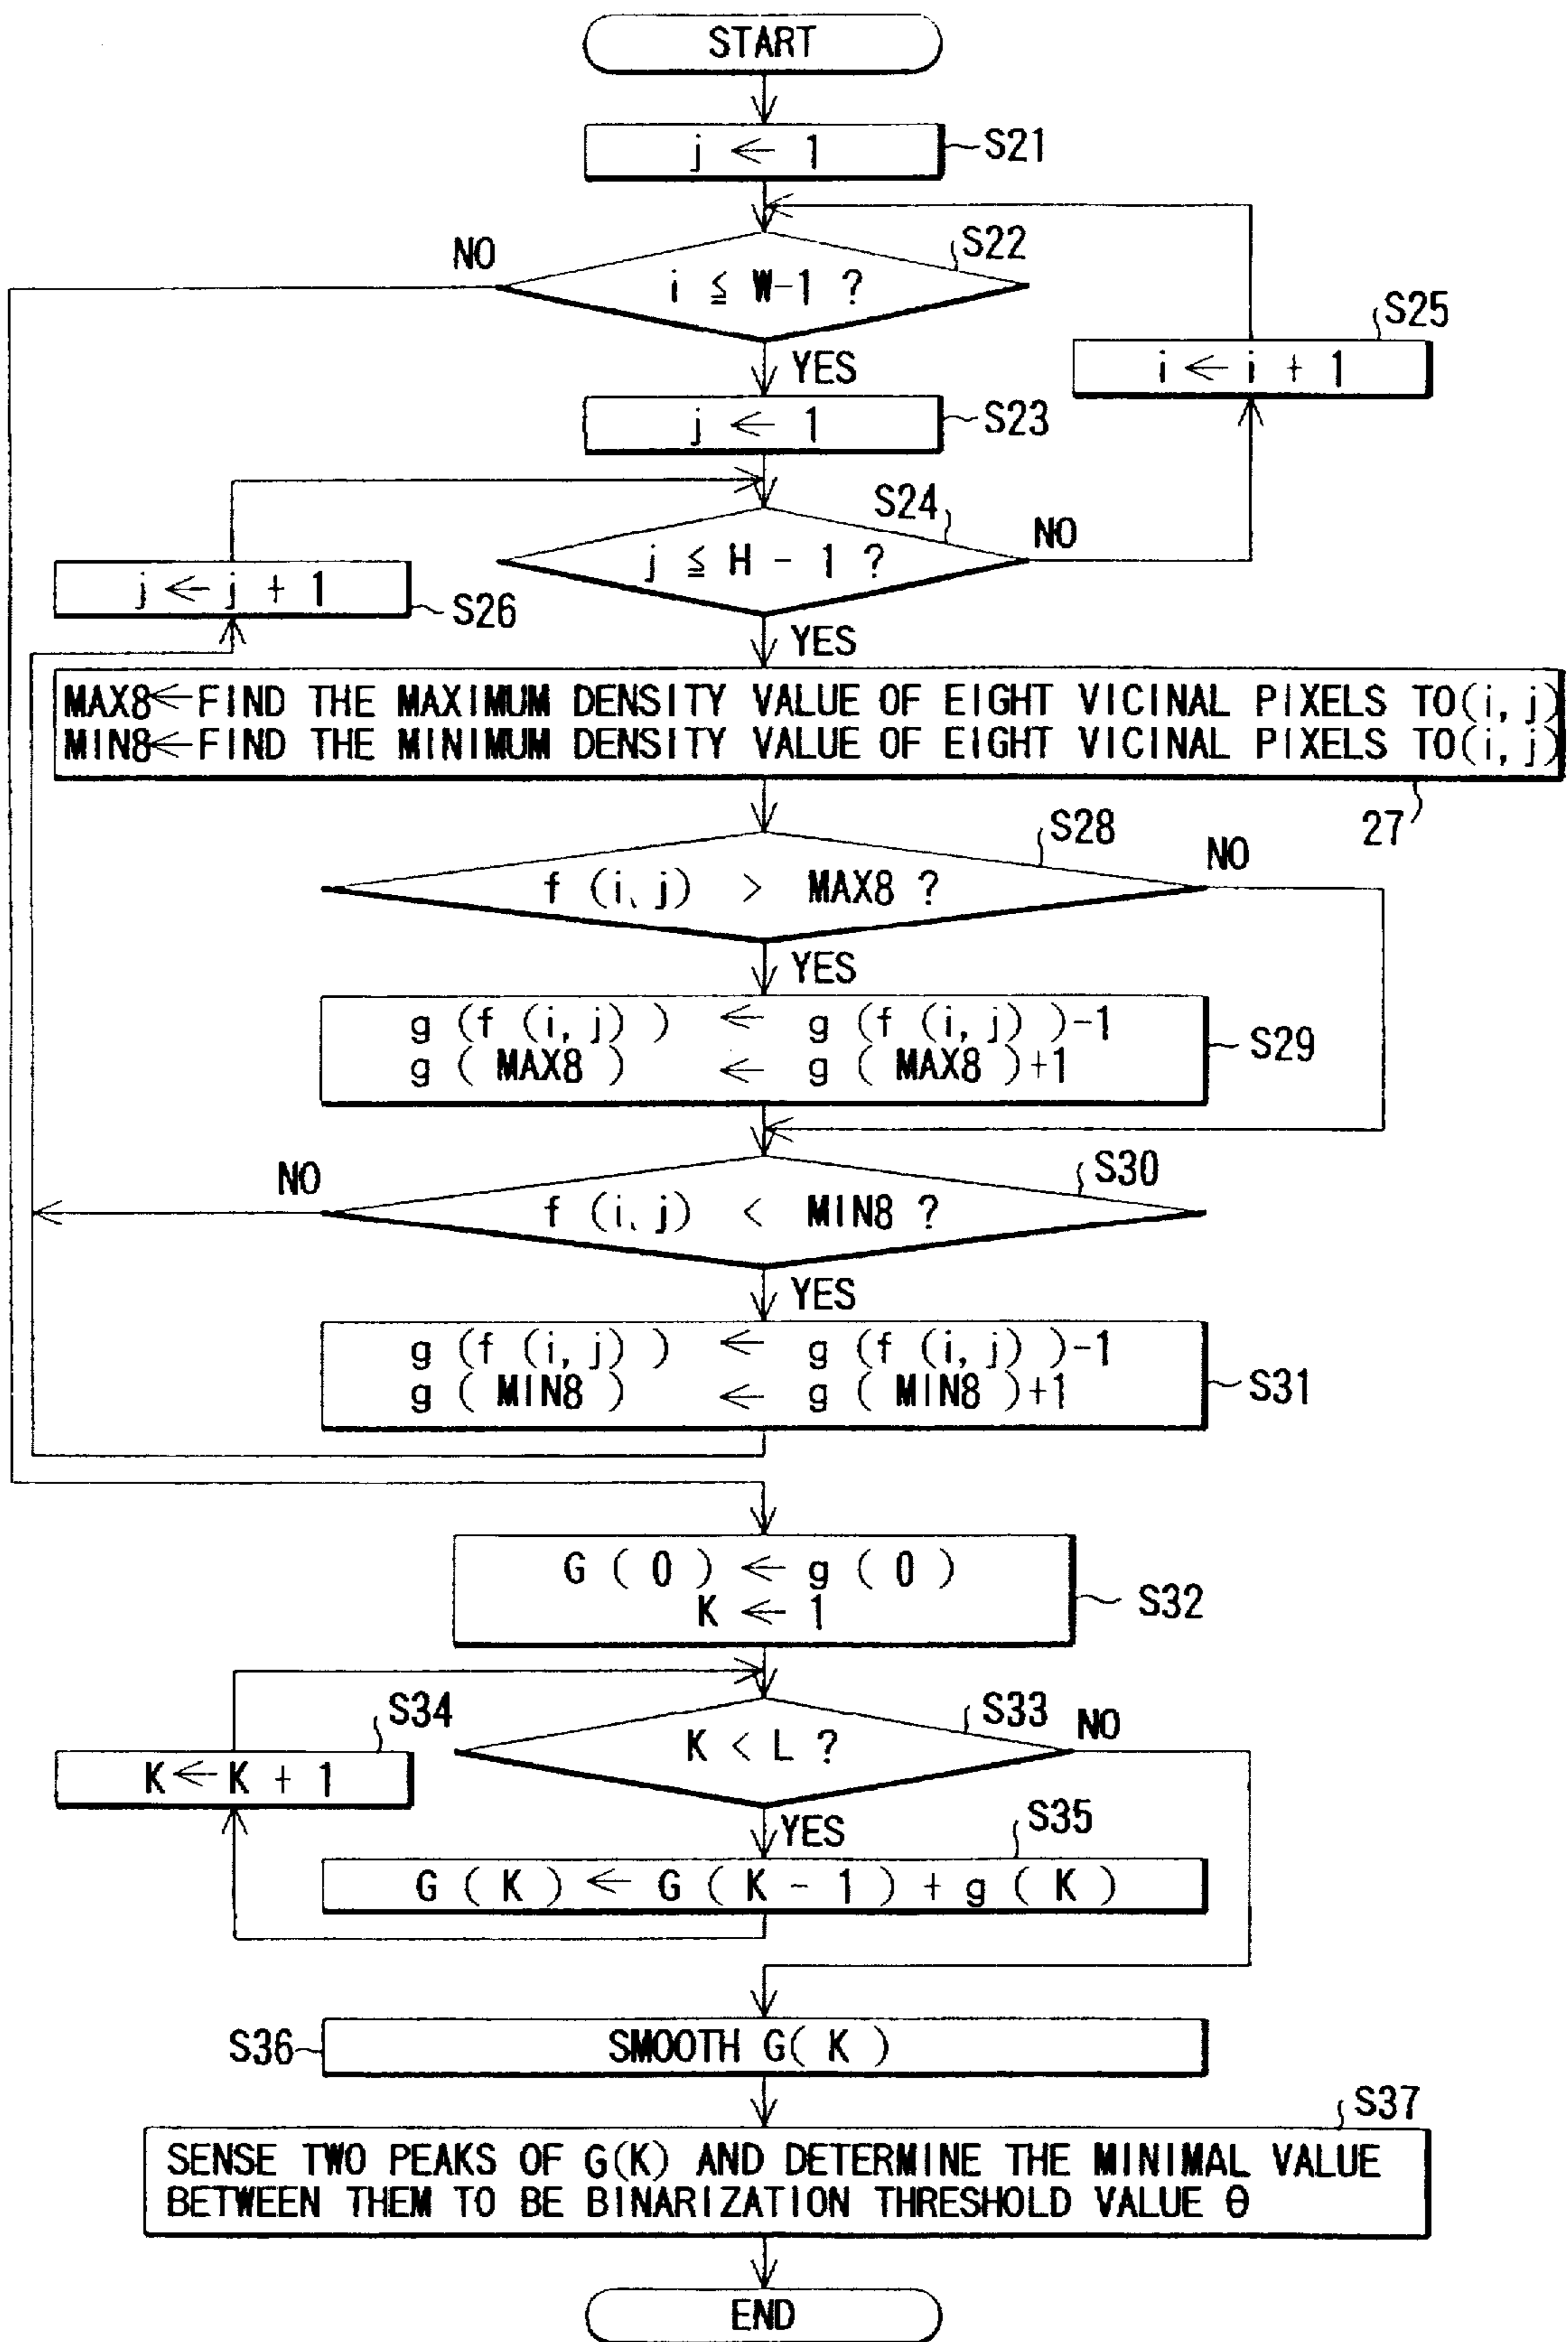 START
j ← 1
S21
NO
S22
i ≦ W-1 ?
S25
YES
i ← i + 1
j ← 1
S23
S24
NO
j ≦ H - 1 ?
j ← j + 1
S26
YES
MAX8←FIND THE MAXIMUM DENSITY VALUE OF EIGHT VICINAL PIXELS TO(i, j)
MIN8←FIND THE MINIMUM DENSITY VALUE OF EIGHT VICINAL PIXELS TO(i, j)
27
S28
NO
f (i, j) > MAX8 ?
YES
g (f (i, j) ) ← g (f (i, j) )-1
g ( MAX8 ) ← g ( MAX8 )+1
S29
S30
NO
f (i, j) < MIN8 ?
YES
g (f (i, j) ) ← g (f (i, j) )-1
g ( MIN8 ) ← g ( MIN8 )+1
S31
G ( 0 ) ← g ( 0 )
K ← 1
S32
S34
S33
NO
K < L ?
K ← K + 1
YES
S35
G ( K ) ← G ( K - 1 ) + g ( K )
S36
SMOOTH G( K )
S37
SENSE TWO PEAKS OF G(K) AND DETERMINE THE MINIMAL VALUE
BETWEEN THEM TO BE BINARIZATION THRESHOLD VALUE θ
END